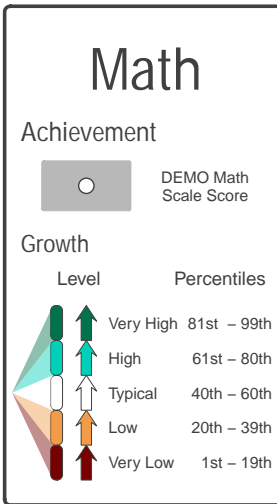 Math
Achievement
DEMO Math
Scale Score
Growth
Level Percentiles
Very High 81st – 99th
High 61st – 80th
Typical 40th – 60th
Low 20th – 39th
Very Low 1st – 19th